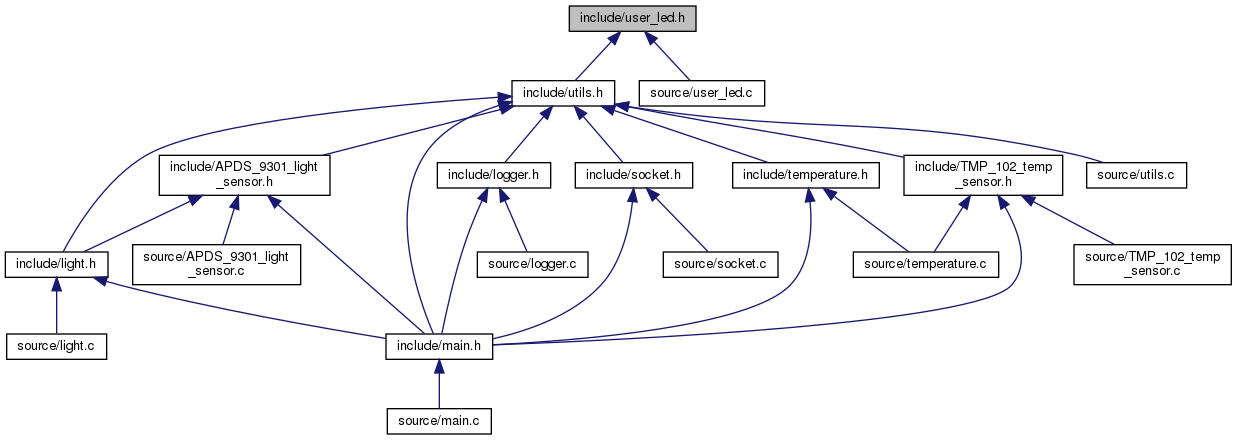 include/user_led.h
include/utils.h
source/user_led.c
include/APDS_9301_light
_sensor.h
include/logger.h
include/socket.h
include/temperature.h
include/TMP_102_temp
_sensor.h
source/utils.c
include/light.h
source/APDS_9301_light
_sensor.c
source/logger.c
source/socket.c
source/temperature.c
source/TMP_102_temp
_sensor.c
source/light.c
include/main.h
source/main.c